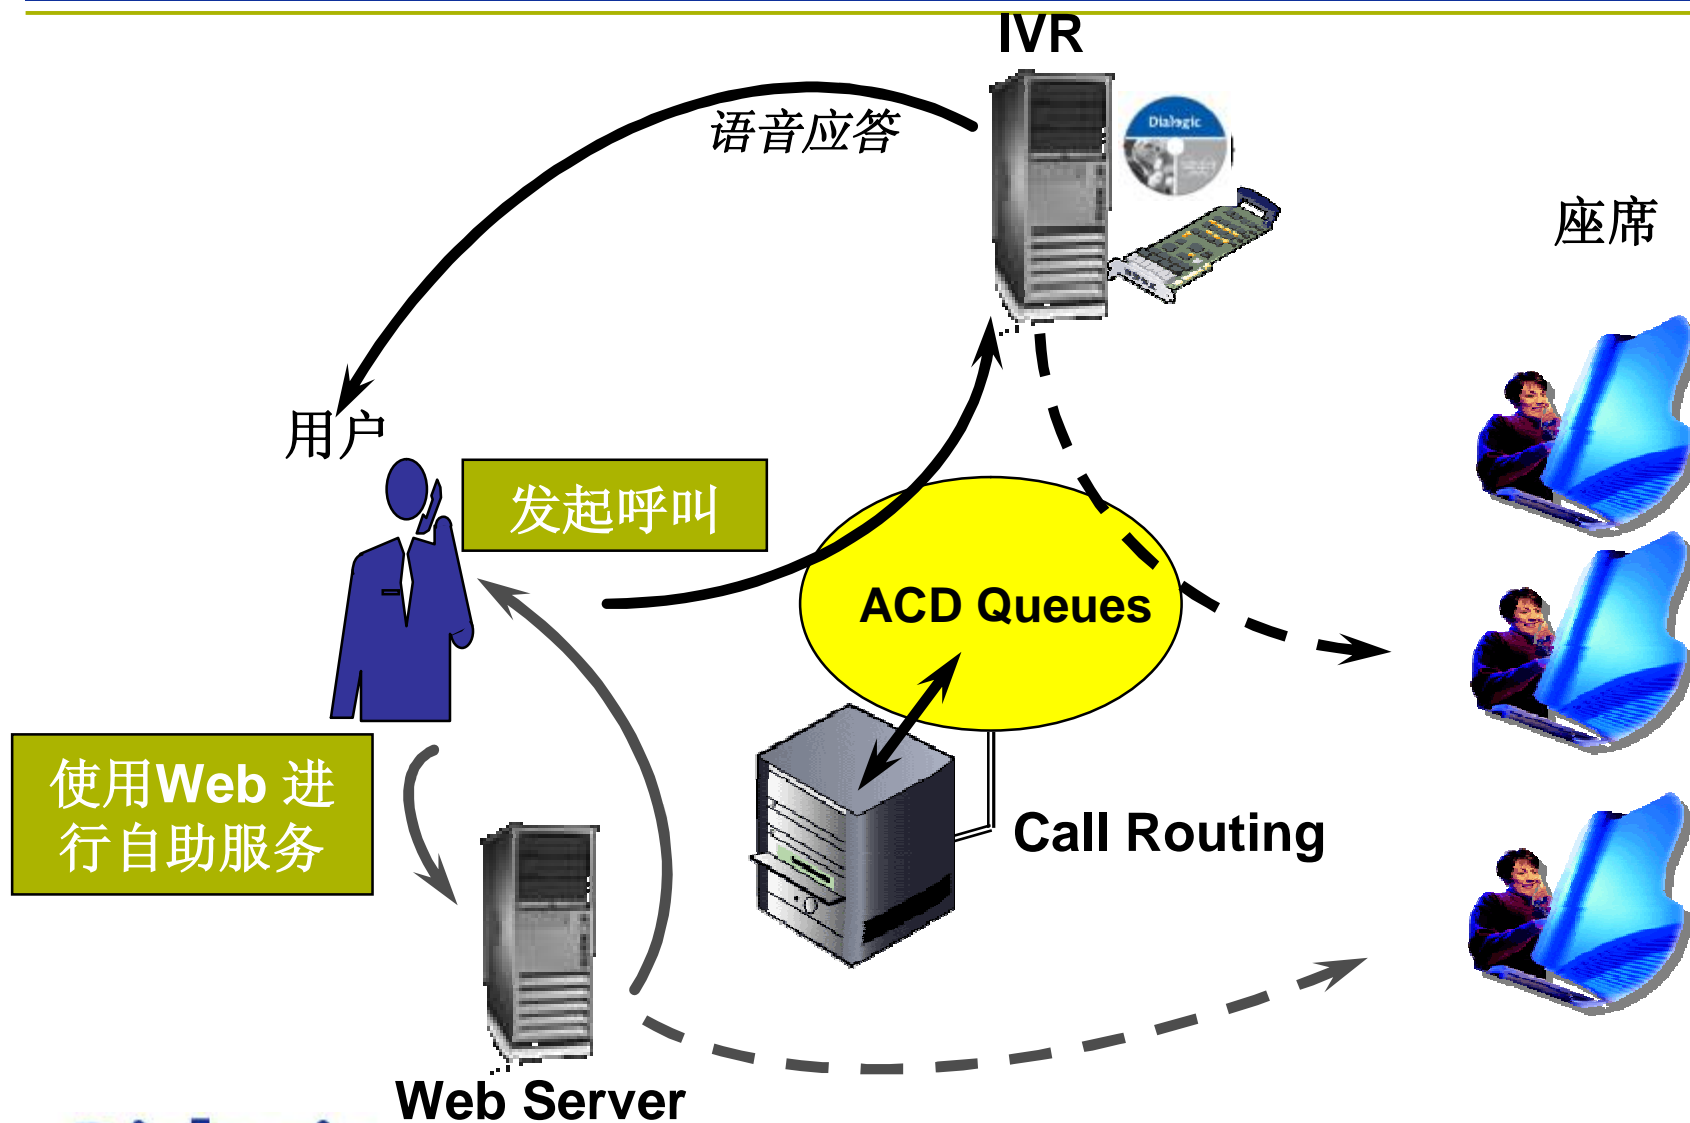 IVR
语音应答
Dialogic
座席
用户
发起呼叫
ACD Queues
使用Web 进
行自助服务
Call Routing
Web Server